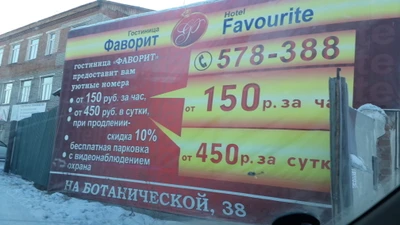 Гостиница
Фаворит
Hotel
Favourite
578-388
гостиница «ФАВОРИТ»
предоставит вам
уютные номера
• от 150 руб. за час,
• от 450 руб. в сутки,
при продлении-
скидка 10%
• бесплатная парковка
с видеонаблюдением
• охрана
от 150 р. за ча
от 450 р. за сутк
НА БОТАНИЧЕСКОЙ, 38